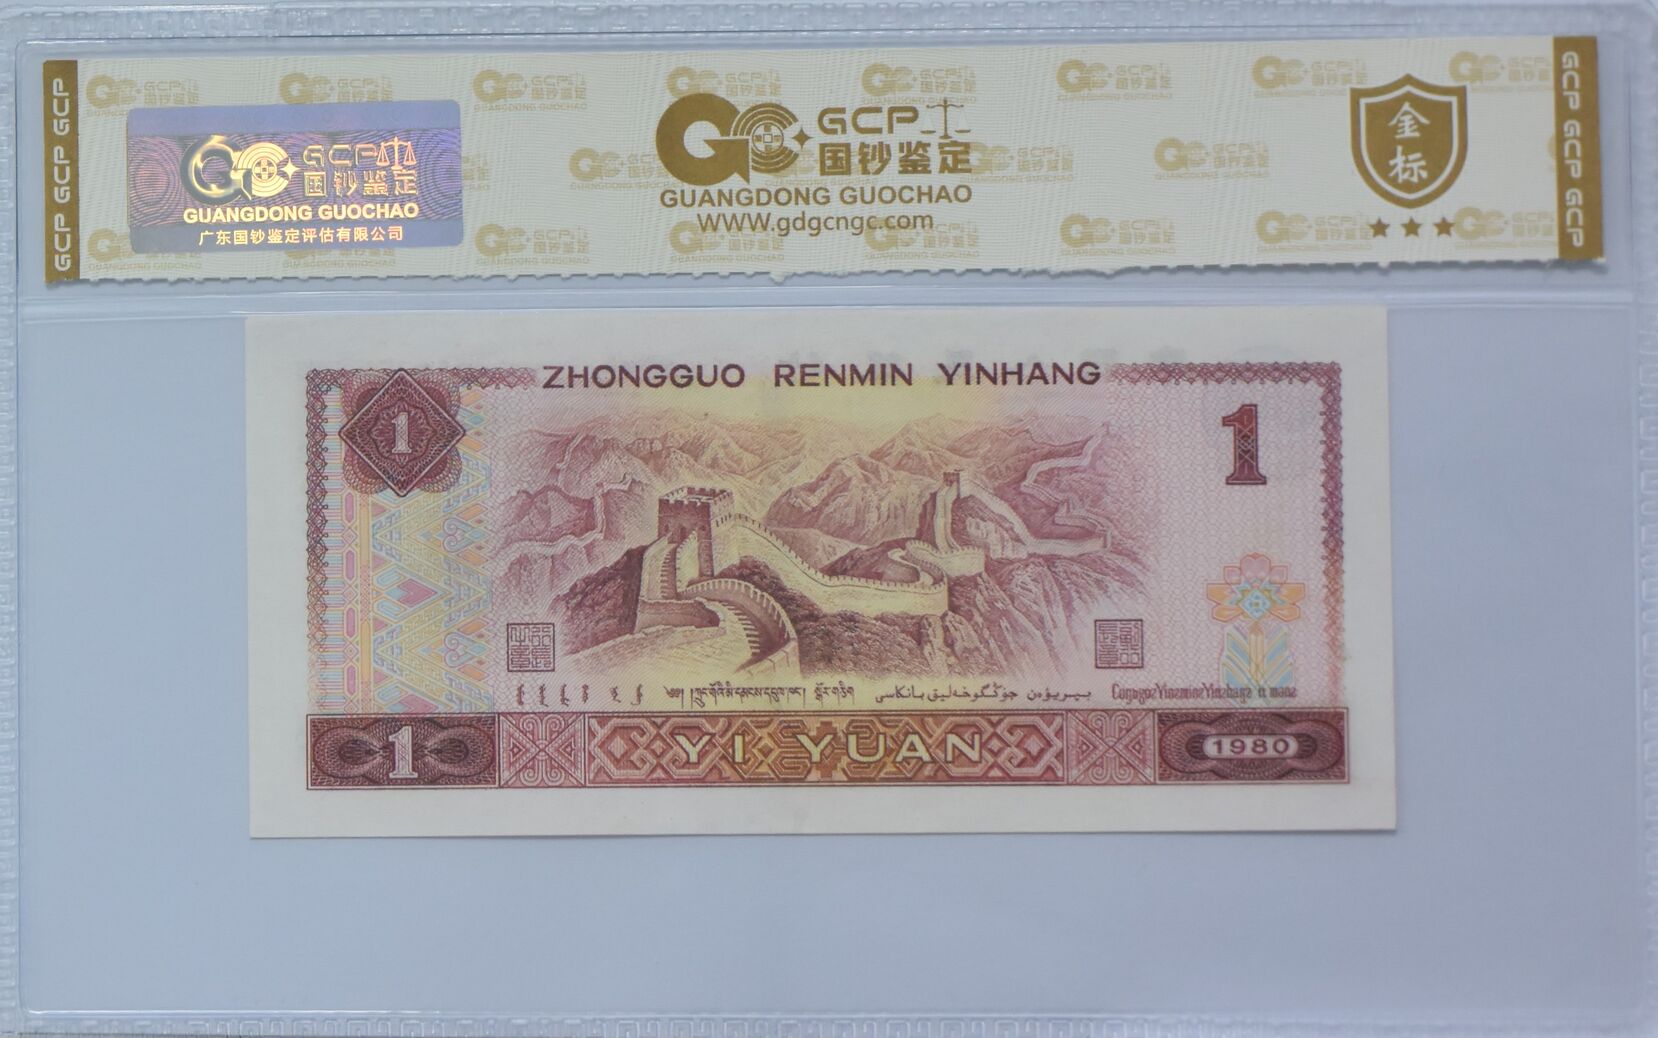 GCP GCP GCP
GCP
国钞鉴定
GUANGDONG GUOCHAO
广东国钞鉴定评估有限公司
GCP
国钞鉴定
GUANGDONG GUOCHAO
WWW.gdgcngc.com
金标
GCP GCP GCP
ZHONGGUO RENMIN YINHANG
1
1
YI YUAN
1
1980